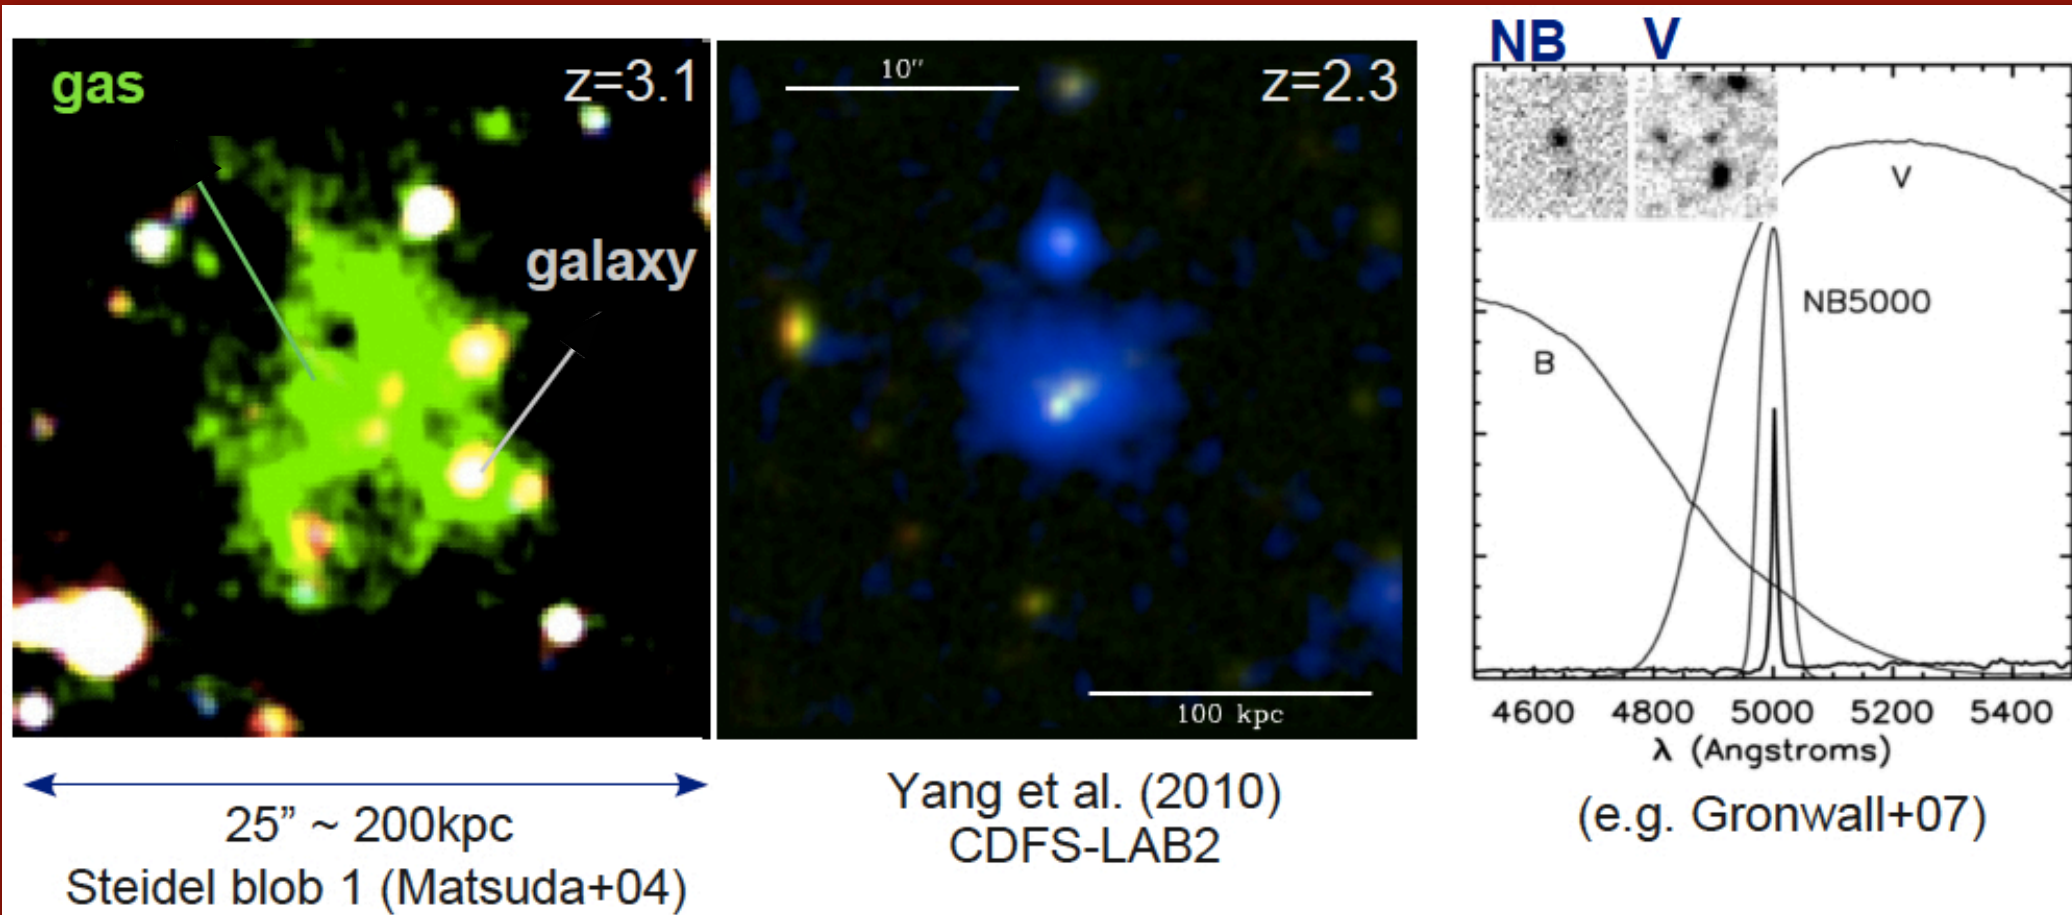 gas
z=3.1
galaxy
25” ~ 200kpc
Steidel blob 1 (Matsuda+04)
10″
z=2.3
100 kpc
Yang et al. (2010)
CDFS-LAB2
NB V
V
NB5000
B
4600 4800 5000 5200 5400
λ (Angstroms)
(e.g. Gronwall+07)